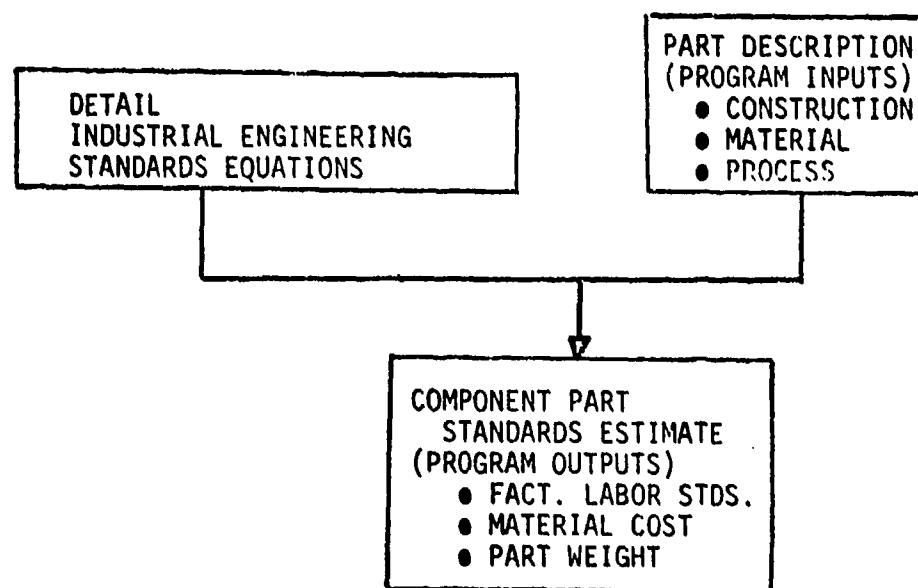 DETAIL
INDUSTRIAL ENGINEERING
STANDARDS EQUATIONS
PART DESCRIPTION
(PROGRAM INPUTS)
● CONSTRUCTION
● MATERIAL
● PROCESS
COMPONENT PART
STANDARDS ESTIMATE
(PROGRAM OUTPUTS)
● FACT. LABOR STDS.
● MATERIAL COST
● PART WEIGHT